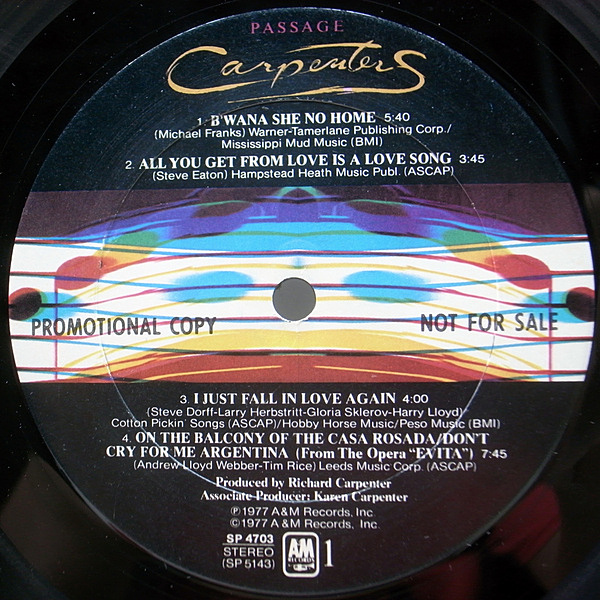 PASSAGE
Carpenters
1. B'WANA SHE NO HOME 5:40
(Michael Franks) Warner-Tamerlane Publishing Corp./
Mississippi Mud Music (BMI)
2. ALL YOU GET FROM LOVE IS A LOVE SONG 3:45
(Steve Eaton) Hampstead Heath Music Publ. (ASCAP)
PROMOTIONAL COPY
NOT FOR SALE
3. I JUST FALL IN LOVE AGAIN 4:00
(Steve Dorff-Larry Herbstritt-Gloria Sklerov-Harry Lloyd)
Cotton Pickin' Songs (ASCAP)/Hobby Horse Music/Peso Music (BMI)
4. ON THE BALCONY OF THE CASA ROSADA/DON'T
CRY FOR ME ARGENTINA (From The Opera "EVITA") 7:45
(Andrew Lloyd Webber-Tim Rice) Leeds Music Corp. (ASCAP)
Produced by Richard Carpenter
Associate Producer: Karen Carpenter
℗1977 A&M Records, Inc.
©1977 A&M Records, Inc.
SP 4703
STEREO
(SP 5143)
A&M
RECORDS
1